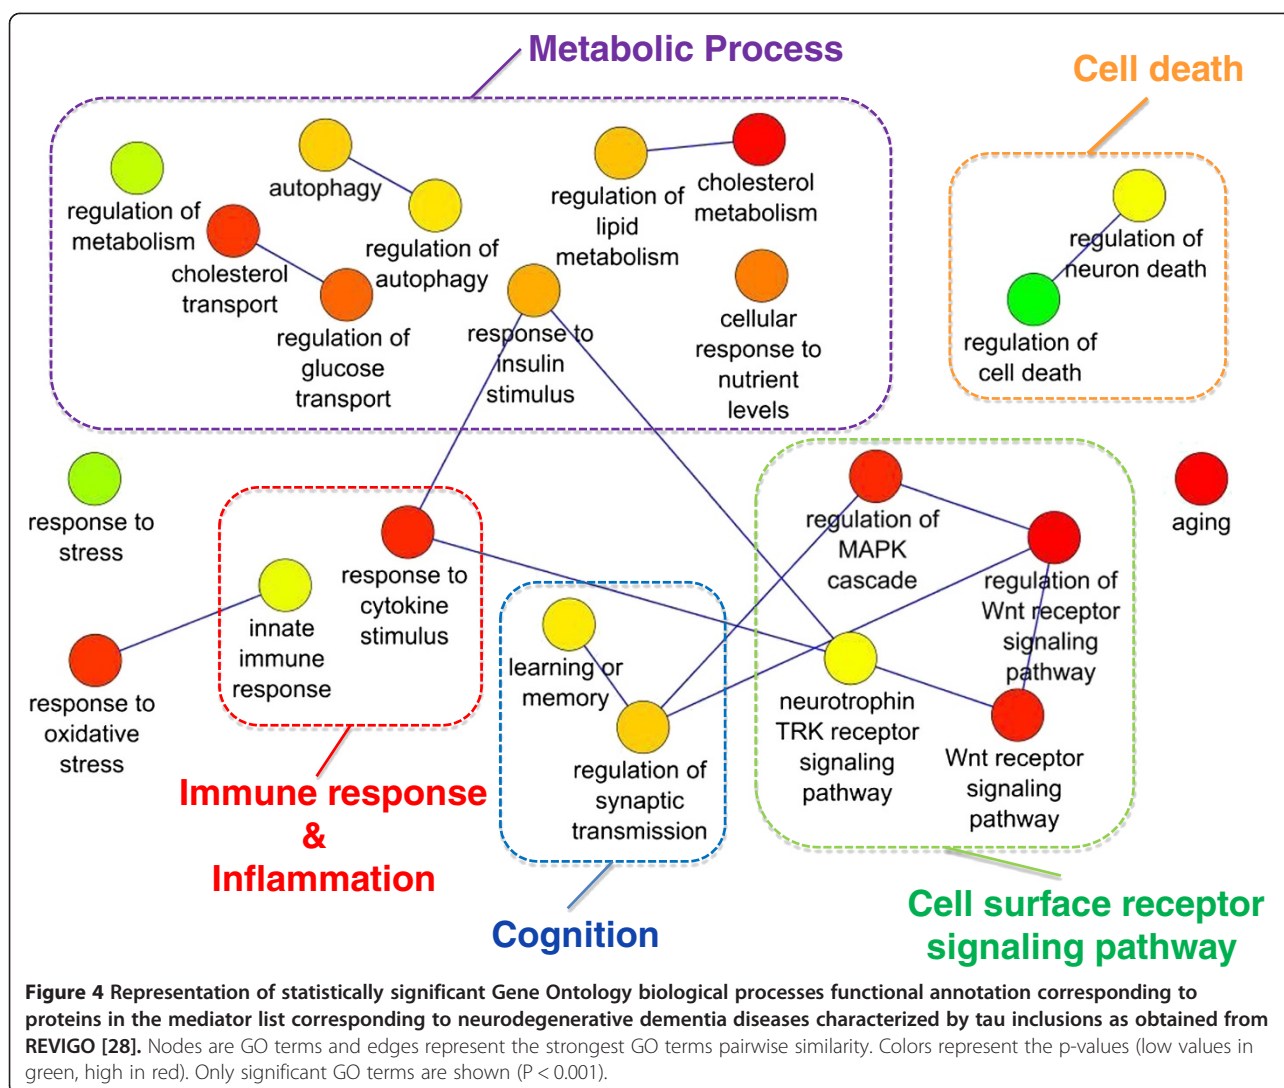 Metabolic Process
Cell death
autophagy
regulation of
metabolism
cholesterol
transport
regulation of
autophagy
regulation of
glucose
transport
regulation of
lipid
metabolism
cholesterol
metabolism
response to
insulin
stimulus
cellular
response to
nutrient
levels
regulation of
neuron death
regulation of
cell death
response to
stress
response to
oxidative
stress
innate
immune
response
response to
cytokine
stimulus
learning or
memory
regulation of
synaptic
transmission
regulation of
MAPK
cascade
regulation of
Wnt receptor
signaling
pathway
neurotrophin
TRK receptor
signaling
pathway
Wnt receptor
signaling
pathway
aging
Immune response
&
Inflammation
Cognition
Cell surface receptor
signaling pathway
Figure 4 Representation of statistically significant Gene Ontology biological processes functional annotation corresponding to
proteins in the mediator list corresponding to neurodegenerative dementia diseases characterized by tau inclusions as obtained from
REVIGO [28]. Nodes are GO terms and edges represent the strongest GO terms pairwise similarity. Colors represent the p-values (low values in
green, high in red). Only significant GO terms are shown (P < 0.001).